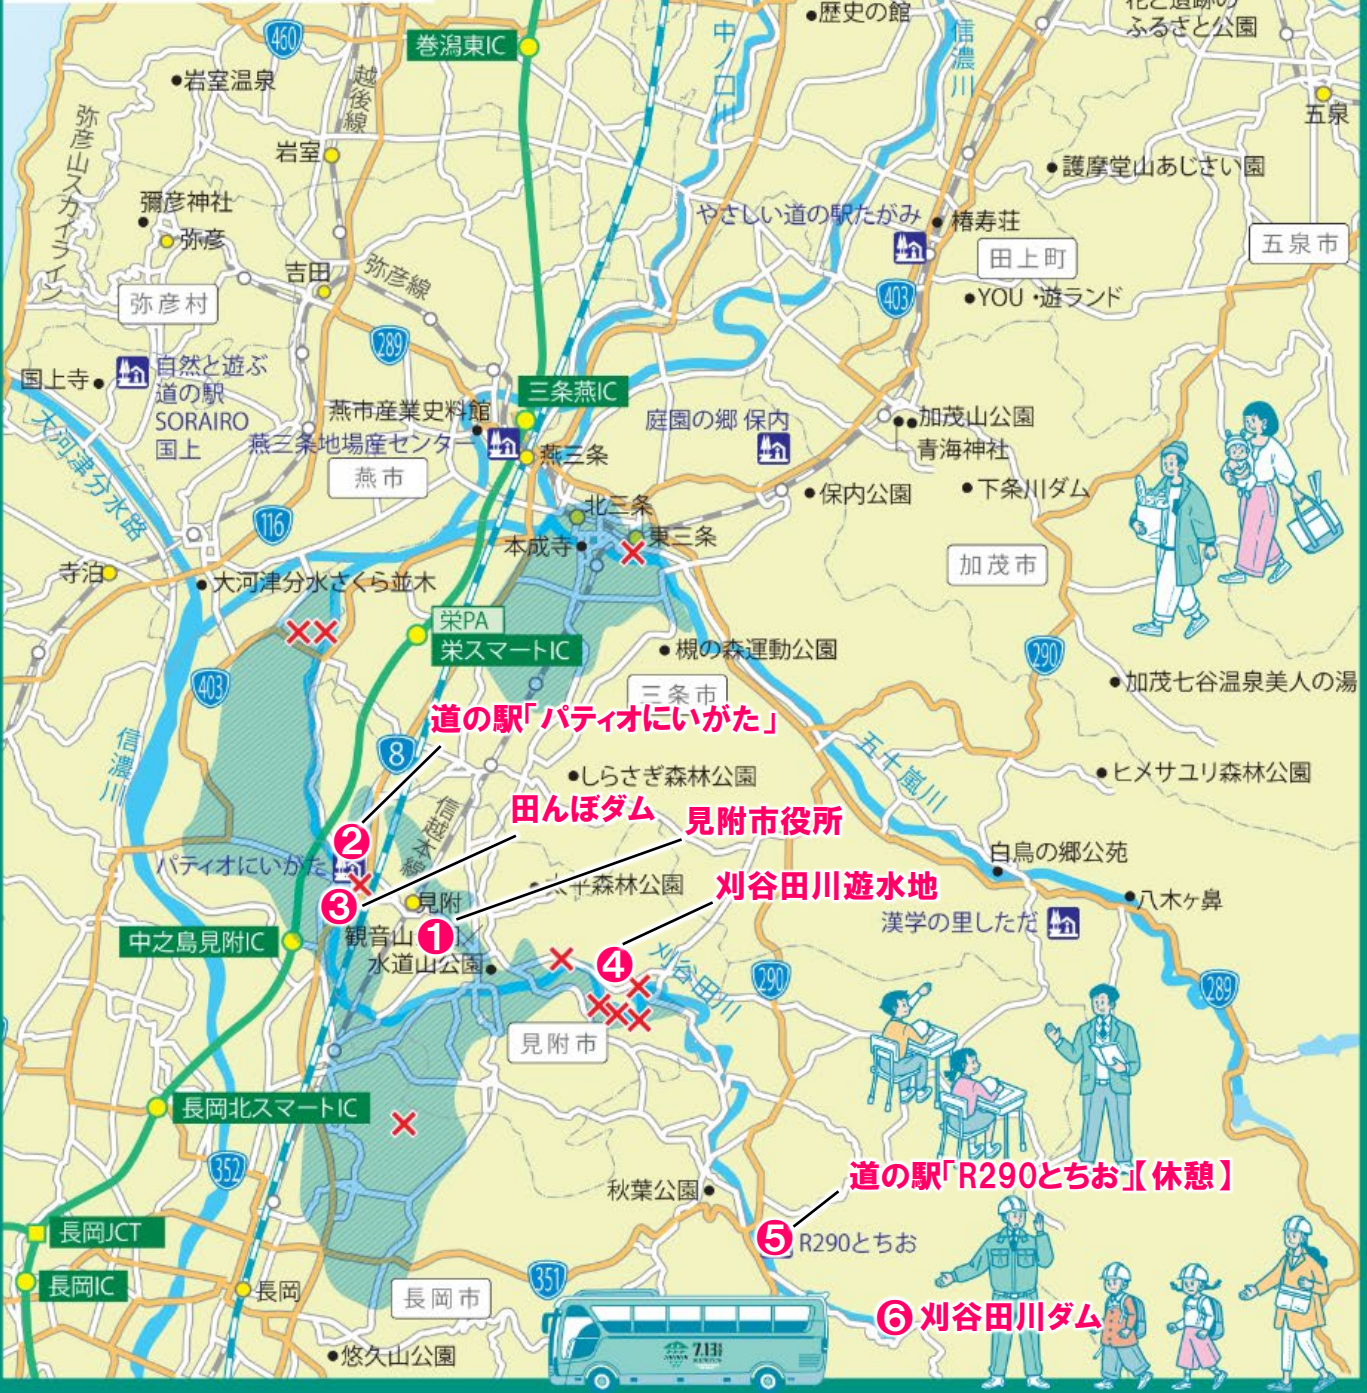 歴史の館
花と遺跡の
ふるさと公園
460
巻潟東IC
中ノ口川
信濃川
岩室温泉
越後線
五泉
弥彦山スカイライン
岩室
護摩堂山あじさい園
彌彦神社
やさしい道の駅たがみ
椿寿荘
弥彦
田上町
五泉市
吉田
弥彦線
弥彦村
403
YOU・遊ランド
289
自然と遊ぶ
道の駅
SORAIRO
国上
国上寺
三条燕IC
燕市産業史料館
庭園の郷 保内
加茂山公園
大河津分水路
燕三条地場産センター
燕三条
青海神社
燕市
保内公園
下条川ダム
北三条
116
本成寺
東三条
加茂市
寺泊
大河津分水さくら並木
栄PA
栄スマートIC
槻の森運動公園
290
403
三条市
加茂七谷温泉美人の湯
道の駅「パティオにいがた」
信濃川
8
五十嵐川
しらさぎ森林公園
ヒメサユリ森林公園
信越本線
田んぼダム
見附市役所
2
パティオにいがた
白鳥の郷公苑
大平森林公園
刈谷田川遊水地
八木ヶ鼻
3
見附
漢学の里しただ
中之島見附IC
観音山
1
水道山公園
4
刈谷田川
290
289
見附市
長岡北スマートIC
352
道の駅「R290とちお」【休憩】
秋葉公園
長岡JCT
5
R290とちお
長岡IC
長岡
351
長岡市
6 刈谷田川ダム
7.13
悠久山公園